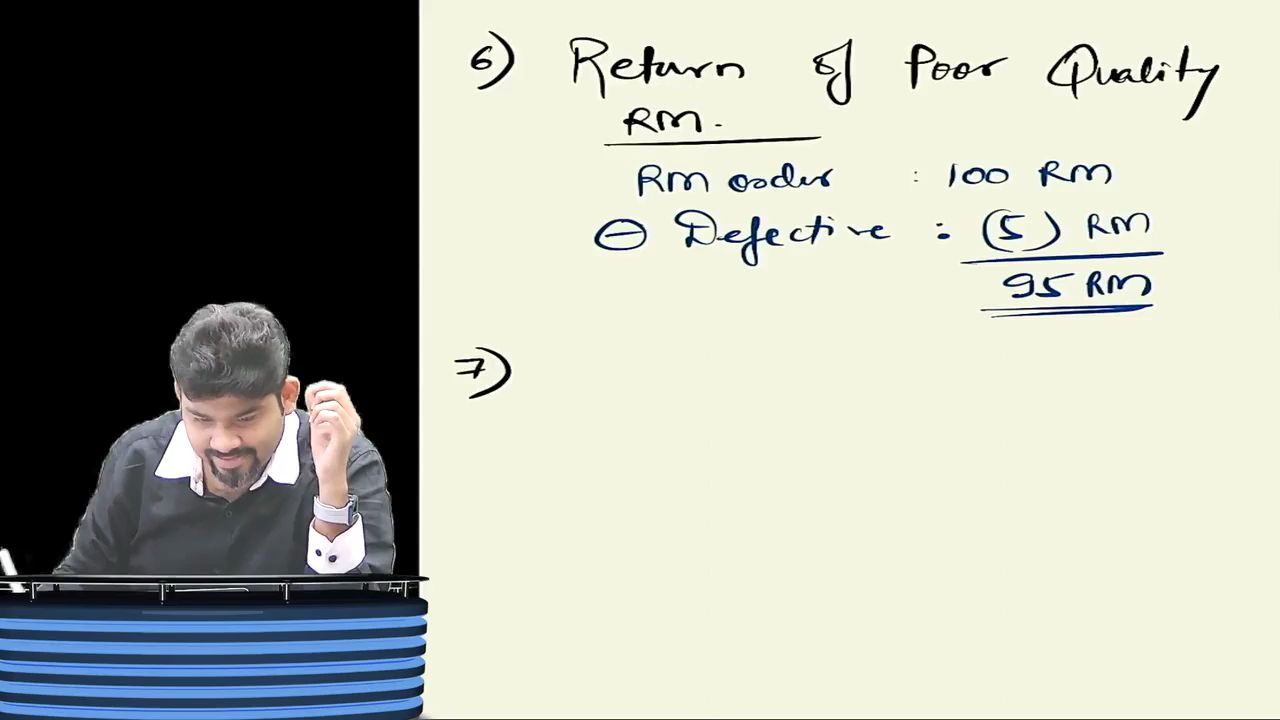 6) Return of Poor Quality
RM.
RM order : 100 RM
⊖ Defective : (5) RM
95 RM
7)